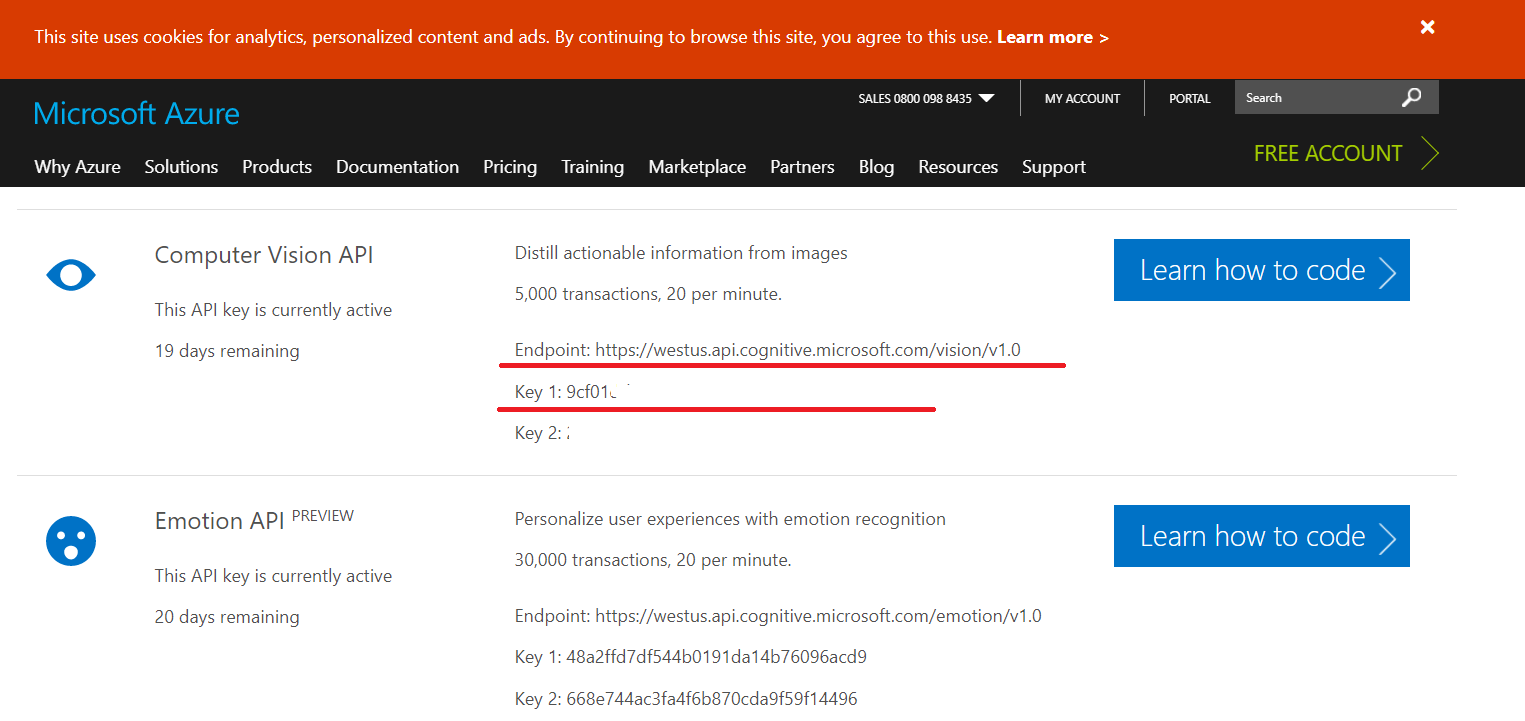 This site uses cookies for analytics, personalized content and ads. By continuing to browse this site, you agree to this use. Learn more >
Microsoft Azure
SALES 0800 098 8435
MY ACCOUNT
PORTAL
Search
Why Azure Solutions Products Documentation Pricing Training Marketplace Partners Blog Resources Support
FREE ACCOUNT
Computer Vision API
This API key is currently active
19 days remaining
Distill actionable information from images
5,000 transactions, 20 per minute.
Endpoint: https://westus.api.cognitive.microsoft.com/vision/v1.0
Key 1: 9cf01
Key 2:
Learn how to code
Emotion API PREVIEW
This API key is currently active
20 days remaining
Personalize user experiences with emotion recognition
30,000 transactions, 20 per minute.
Endpoint: https://westus.api.cognitive.microsoft.com/emotion/v1.0
Key 1: 48a2ffd7df544b0191da14b76096acd9
Key 2: 668e744ac3fa4f6b870cda9f59f14496
Learn how to code